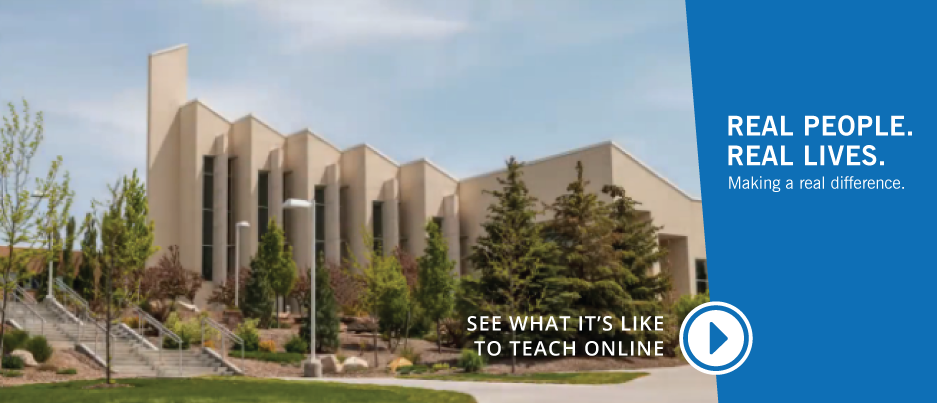 REAL PEOPLE.
REAL LIVES.
Making a real difference.
SEE WHAT IT'S LIKE
TO TEACH ONLINE